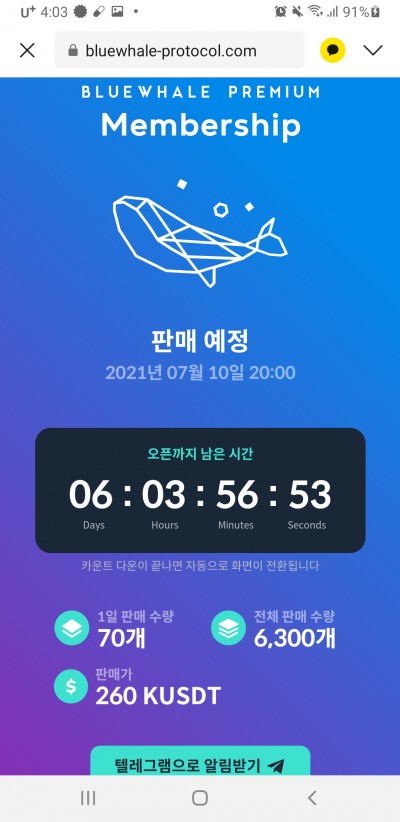 U⁺ 4:03 91%
bluewhale-protocol.com
BLUEWHALE PREMIUM
Membership
판매 예정
2021년 07월 10일 20:00
오픈까지 남은 시간
06 : 03 : 56 : 53
Days Hours Minutes Seconds
카운트 다운이 끝나면 자동으로 화면이 전환됩니다
1일 판매 수량 전체 판매 수량
70개 6,300개
판매가
$ 260 KUSDT
텔레그램으로 알림받기